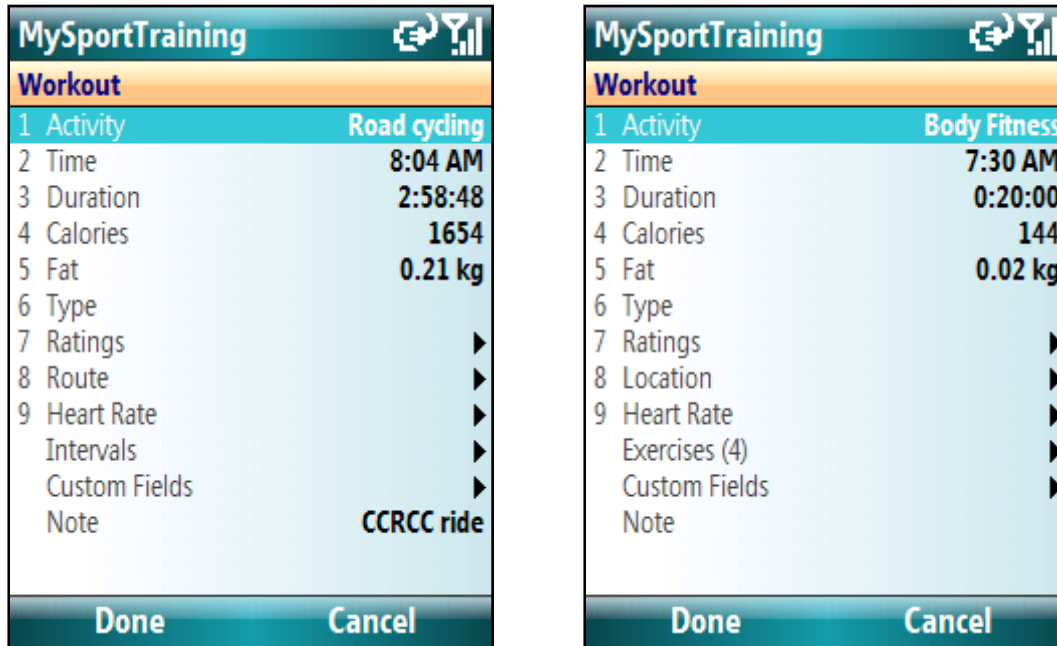 MySportTraining
Workout
1 Activity Road cycling
2 Time 8:04 AM
3 Duration 2:58:48
4 Calories 1654
5 Fat 0.21 kg
6 Type
7 Ratings
8 Route
9 Heart Rate
Intervals
Custom Fields
Note CCRCC ride
Done Cancel
MySportTraining
Workout
1 Activity Body Fitness
2 Time 7:30 AM
3 Duration 0:20:00
4 Calories 144
5 Fat 0.02 kg
6 Type
7 Ratings
8 Location
9 Heart Rate
Exercises (4)
Custom Fields
Note
Done Cancel